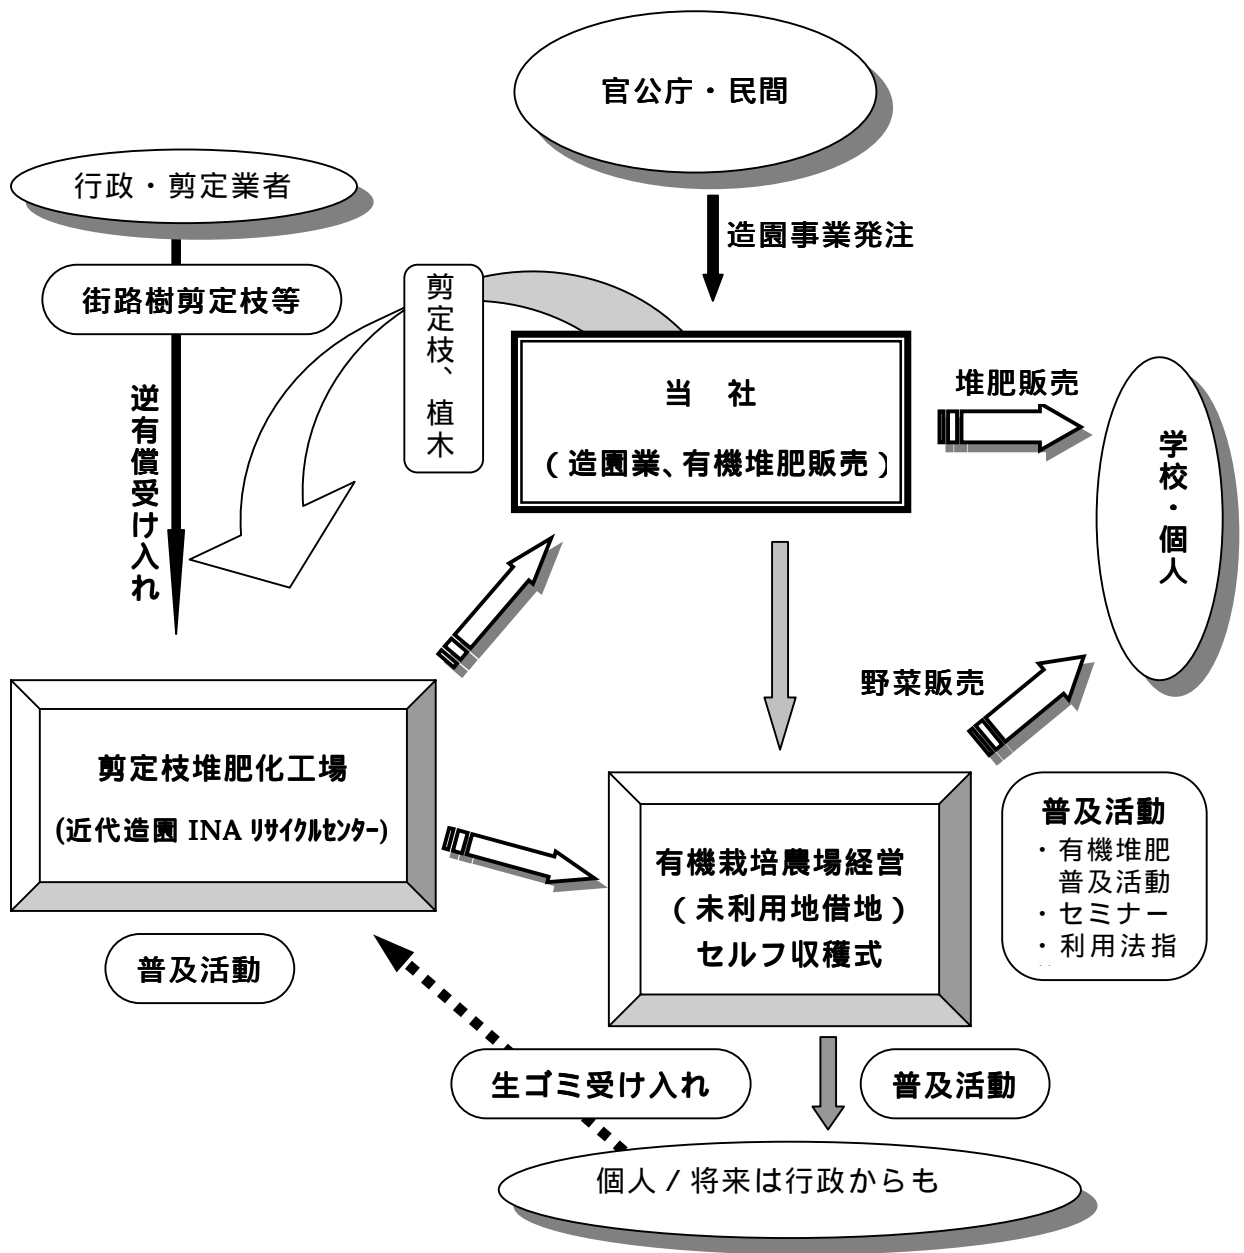 官公庁・民間
行政・剪定業者
造園事業発注
街路樹剪定枝等
剪定枝、植木
逆有償受け入れ
当 社
(造園業、有機堆肥販売)
堆肥販売
学校・個人
野菜販売
剪定枝堆肥化工場
(近代造園 INA ﾘｻｲｸﾙｾﾝﾀｰ)
普及活動
有機栽培農場経営
(未利用地借地)
セルフ収穫式
普及活動
・有機堆肥
普及活動
・セミナー
・利用法指
生ゴミ受け入れ
普及活動
個人/将来は行政からも